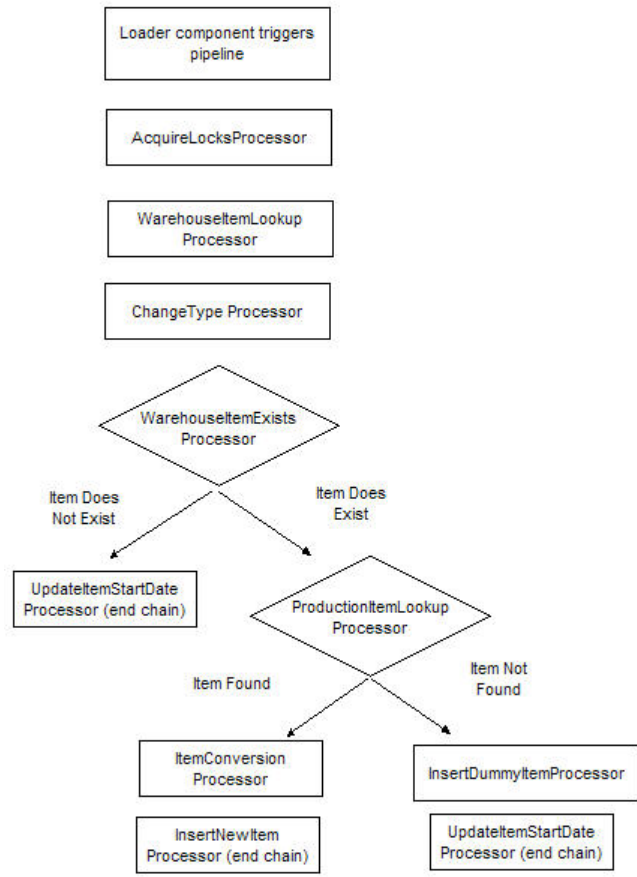 Loader component triggers
pipeline
AcquireLocksProcessor
WarehouseItemLookup
Processor
ChangeType Processor
WarehouseItemExists
Processor
Item Does
Not Exist
Item Does
Exist
UpdateItemStartDate
Processor (end chain)
ProductionItemLookup
Processor
Item Found
Item Not
Found
ItemConversion
Processor
InsertDummyItemProcessor
InsertNewItem
Processor (end chain)
UpdateItemStartDate
Processor (end chain)